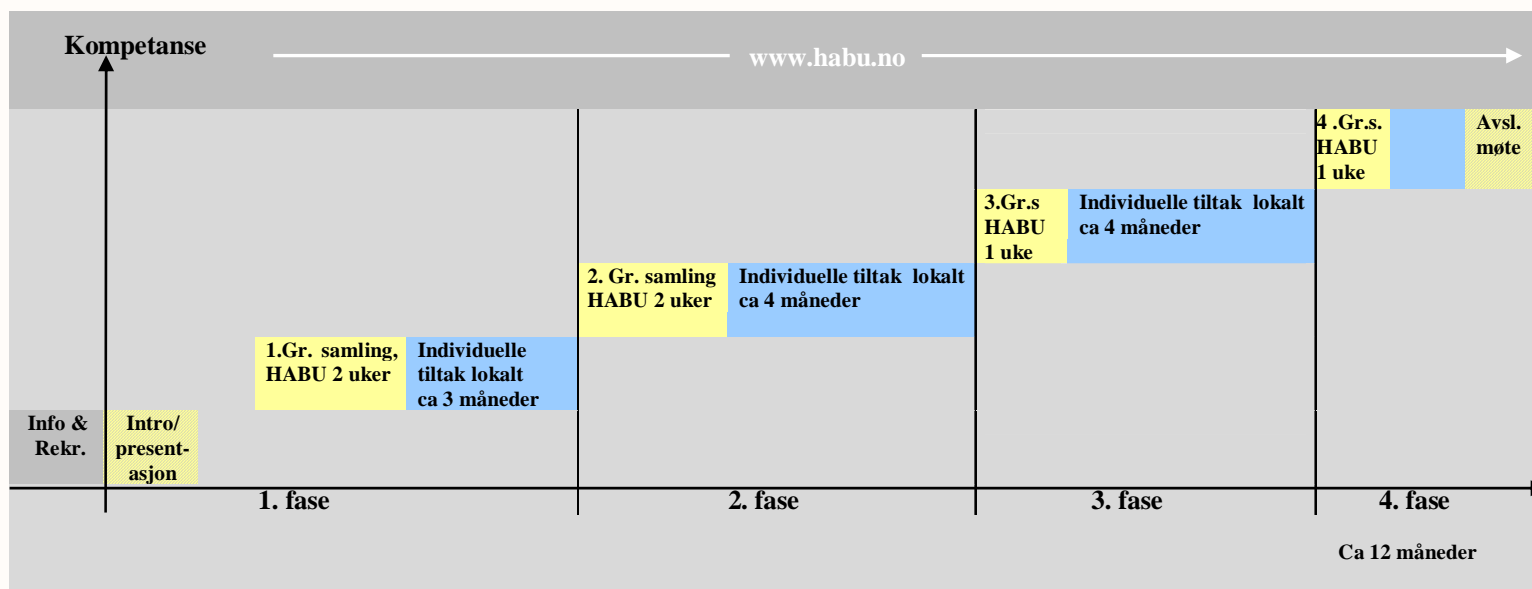 Kompetanse
www.habu.no
4 .Gr.s.
HABU
1 uke
Avsl.
møte
3.Gr.s
HABU
1 uke
Individuelle tiltak lokalt
ca 4 måneder
2. Gr. samling
HABU 2 uker
Individuelle tiltak lokalt
ca 4 måneder
1.Gr. samling,
HABU 2 uker
Individuelle
tiltak lokalt
ca 3 måneder
Info &
Rekr.
Intro/
present-
asjon
1. fase
2. fase
3. fase
4. fase
Ca 12 måneder